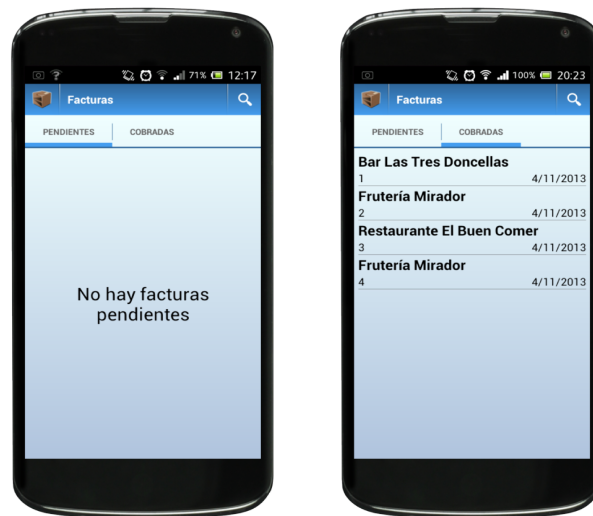 71% 12:17
Facturas
PENDIENTES COBRADAS
No hay facturas
pendientes
100% 20:23
Facturas
PENDIENTES COBRADAS
Bar Las Tres Doncellas
1 4/11/2013
Frutería Mirador
2 4/11/2013
Restaurante El Buen Comer
3 4/11/2013
Frutería Mirador
4 4/11/2013